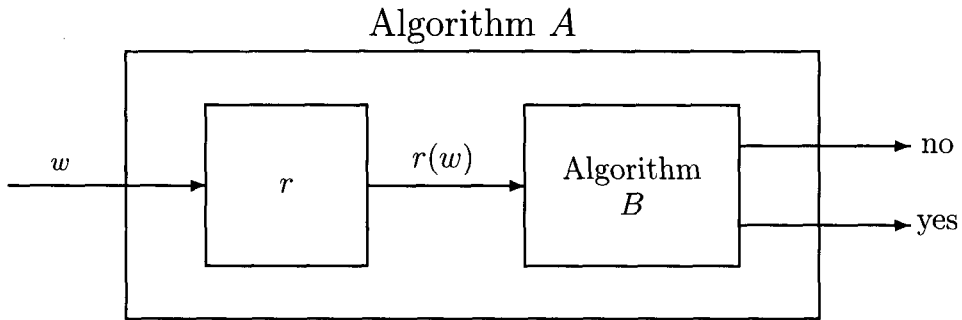 Algorithm A
w
r
r(w)
Algorithm
B
no
yes